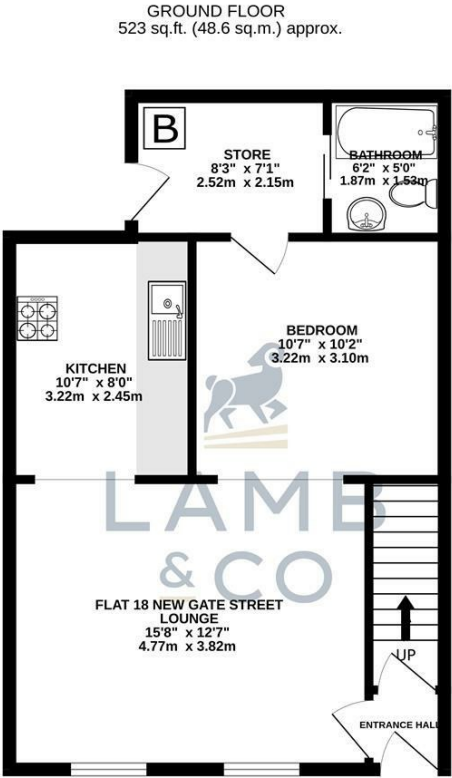 GROUND FLOOR
523 sq.ft. (48.6 sq.m.) approx.
B
STORE
8'3" x 7'1"
2.52m x 2.15m
BATHROOM
6'2" x 5'0"
1.87m x 1.53m
BEDROOM
10'7" x 10'2"
3.22m x 3.10m
KITCHEN
10'7" x 8'0"
3.22m x 2.45m
LAMB
& CO
FLAT 18 NEW GATE STREET
LOUNGE
15'8" x 12'7"
4.77m x 3.82m
UP
ENTRANCE HALL